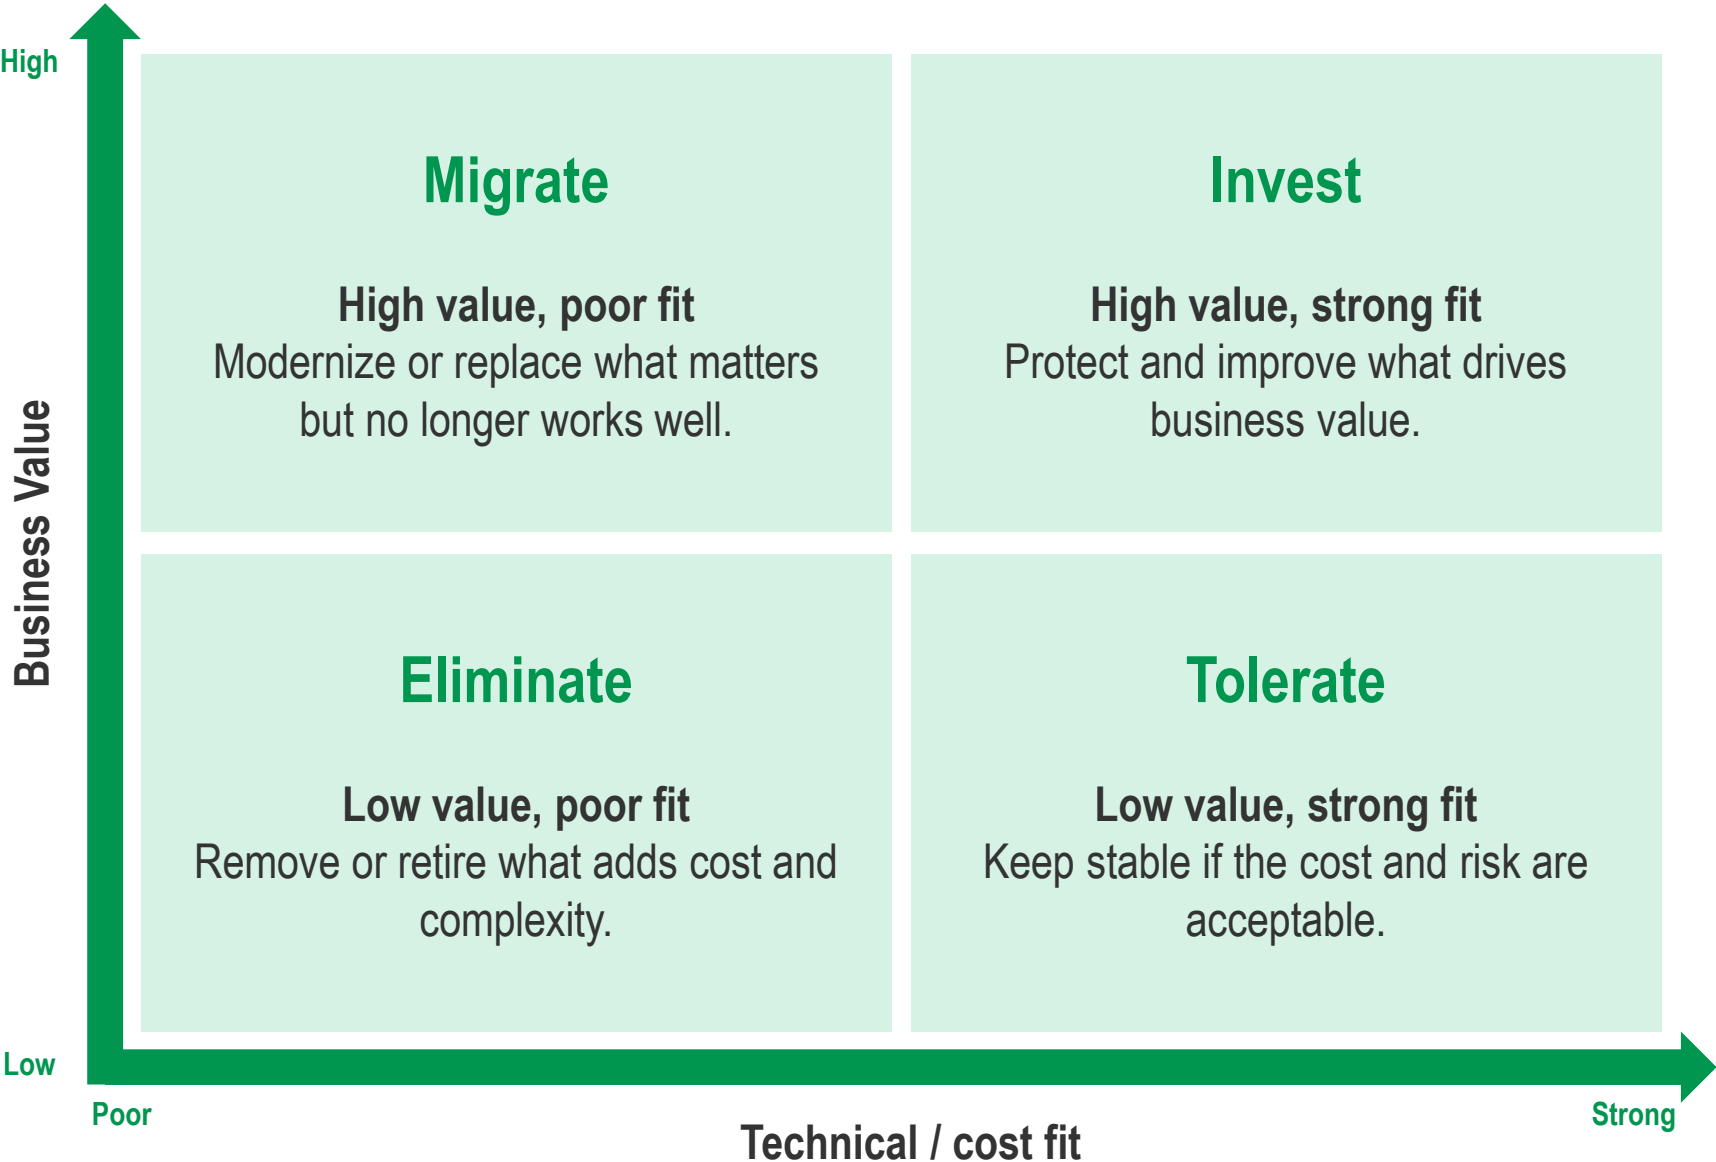 High
Migrate
High value, poor fit
Modernize or replace what matters
but no longer works well.
Invest
High value, strong fit
Protect and improve what drives
business value.
Business Value
Eliminate
Low value, poor fit
Remove or retire what adds cost and
complexity.
Tolerate
Low value, strong fit
Keep stable if the cost and risk are
acceptable.
Low
Poor
Strong
Technical / cost fit